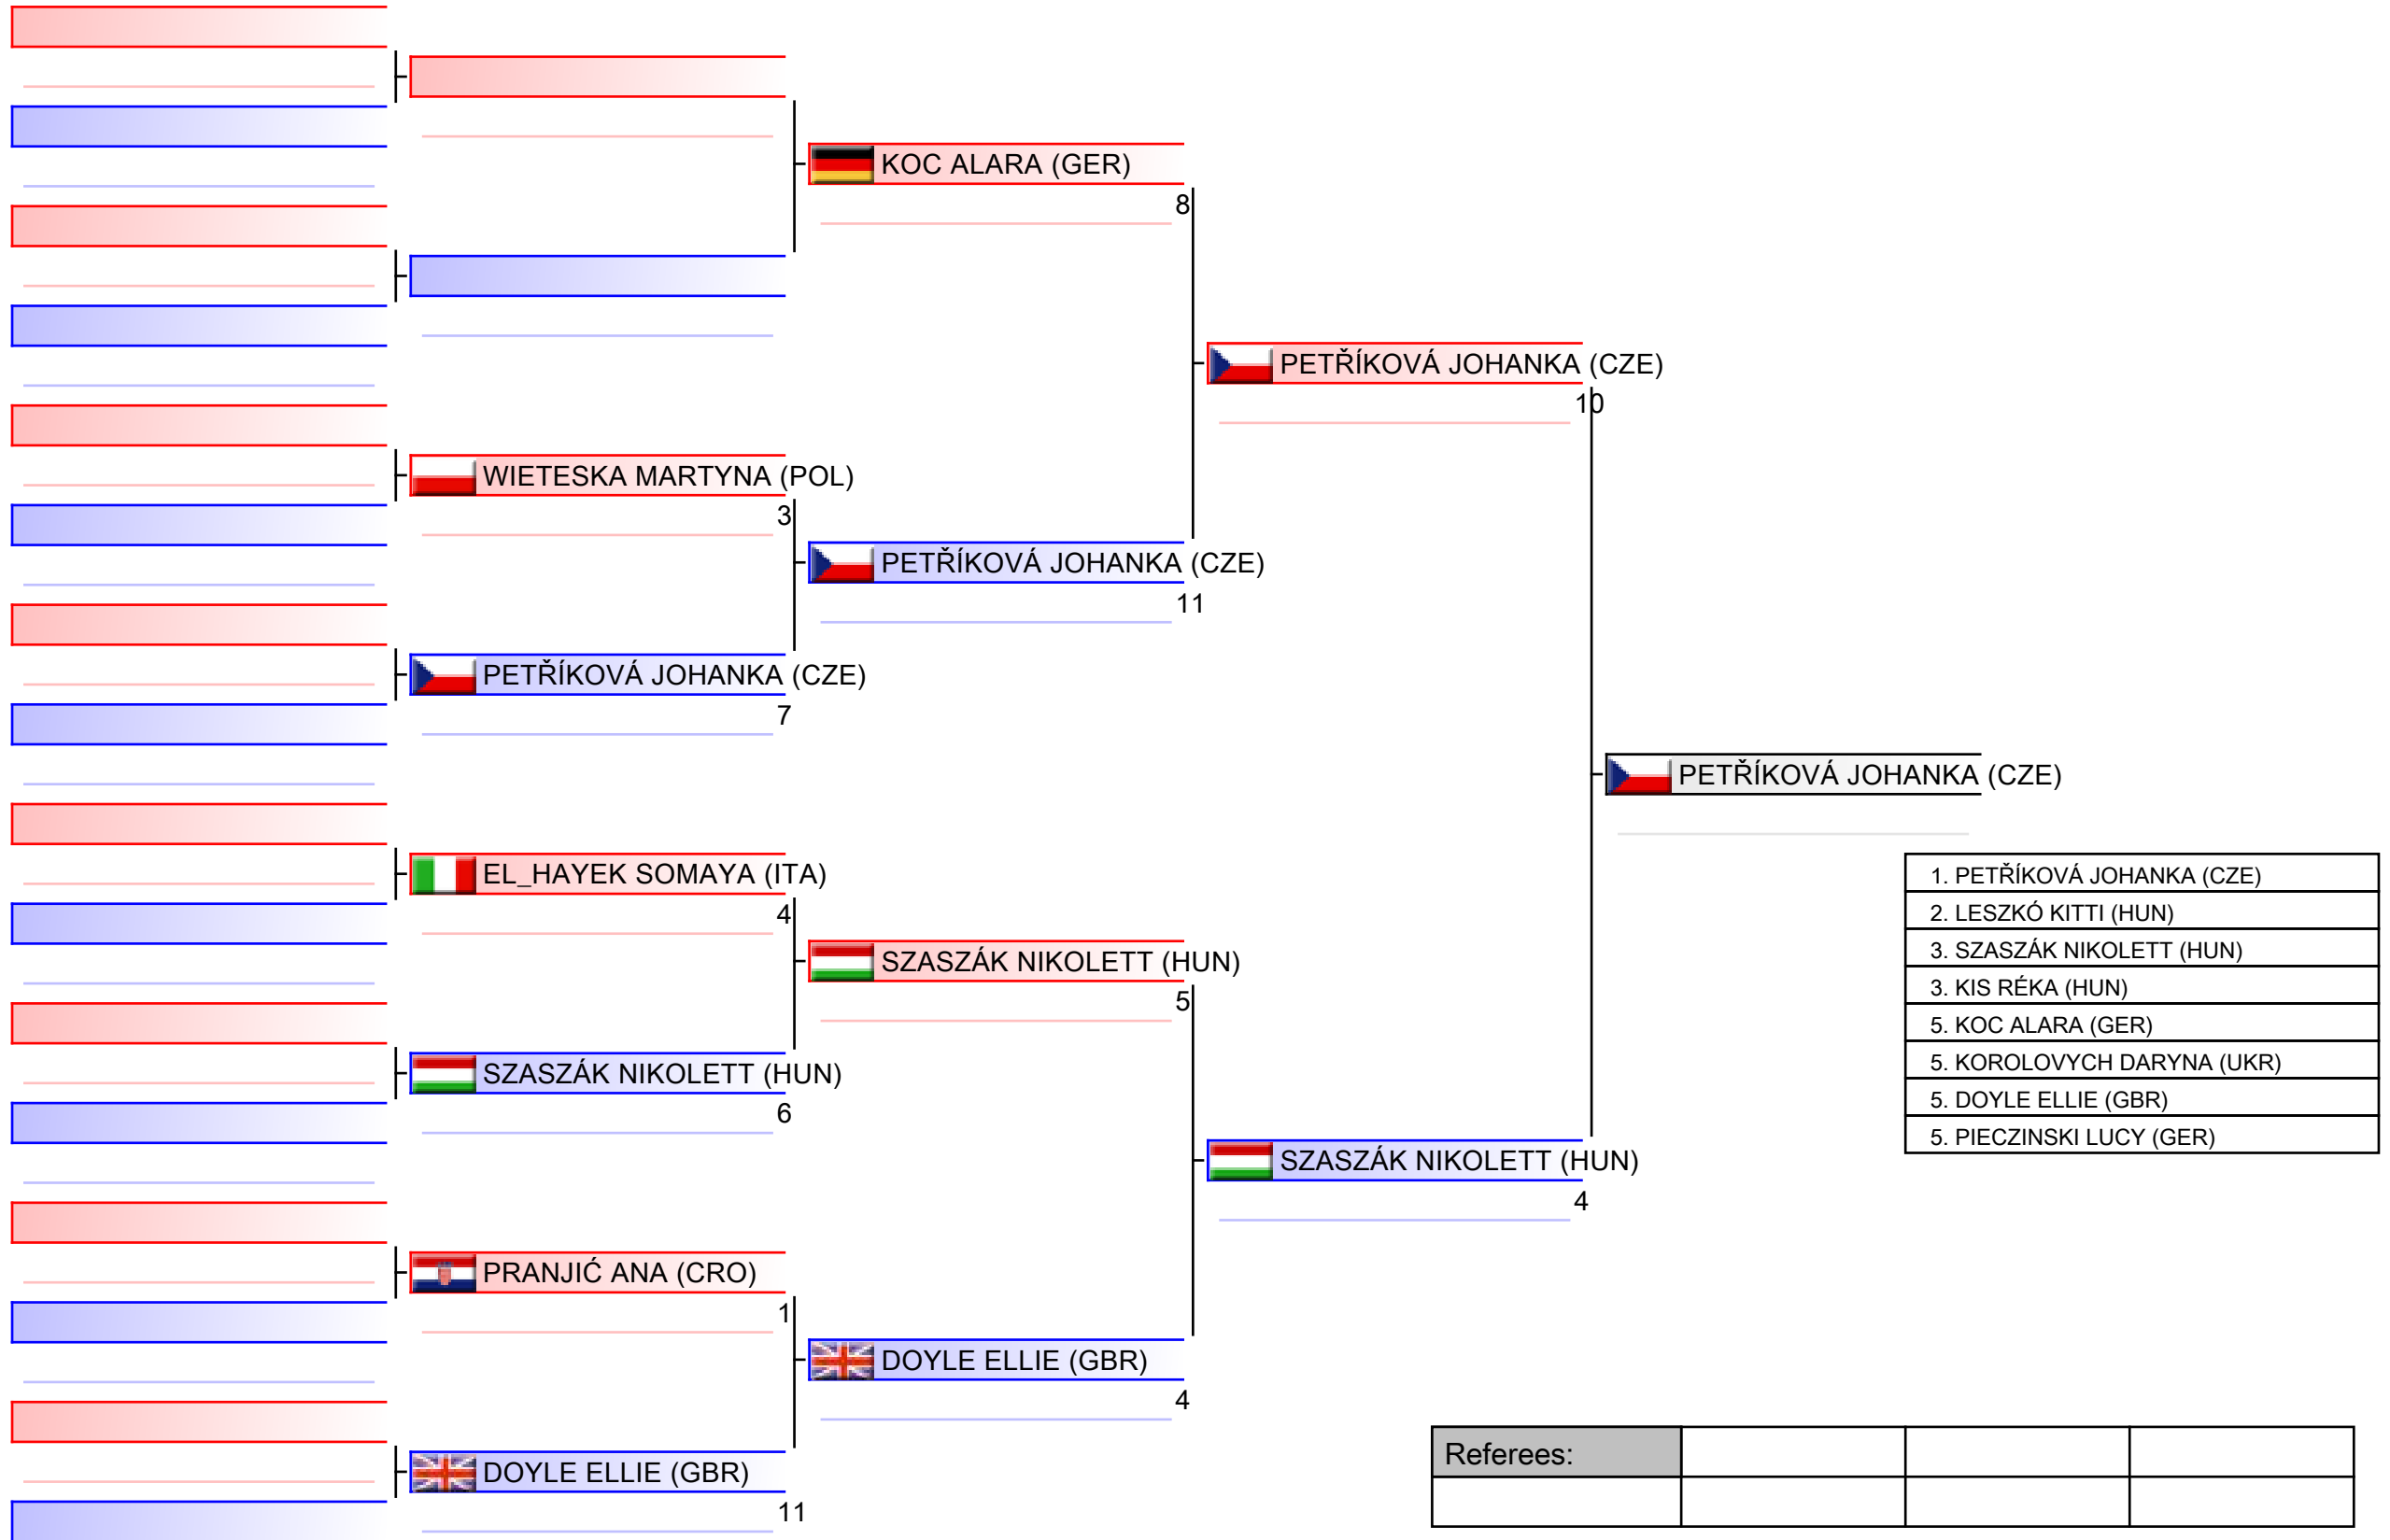 KOC ALARA (GER)
8
PETŘÍKOVÁ JOHANKA (CZE)
10
WIETESKA MARTYNA (POL)
3
PETŘÍKOVÁ JOHANKA (CZE)
11
PETŘÍKOVÁ JOHANKA (CZE)
7
PETŘÍKOVÁ JOHANKA (CZE)
EL_HAYEK SOMAYA (ITA)
4
SZASZÁK NIKOLETT (HUN)
5
SZASZÁK NIKOLETT (HUN)
6
SZASZÁK NIKOLETT (HUN)
4
PRANJIĆ ANA (CRO)
1
DOYLE ELLIE (GBR)
4
DOYLE ELLIE (GBR)
11
1. PETŘÍKOVÁ JOHANKA (CZE)
2. LESZKÓ KITTI (HUN)
3. SZASZÁK NIKOLETT (HUN)
3. KIS RÉKA (HUN)
5. KOC ALARA (GER)
5. KOROLOVYCH DARYNA (UKR)
5. DOYLE ELLIE (GBR)
5. PIECZINSKI LUCY (GER)
Referees: